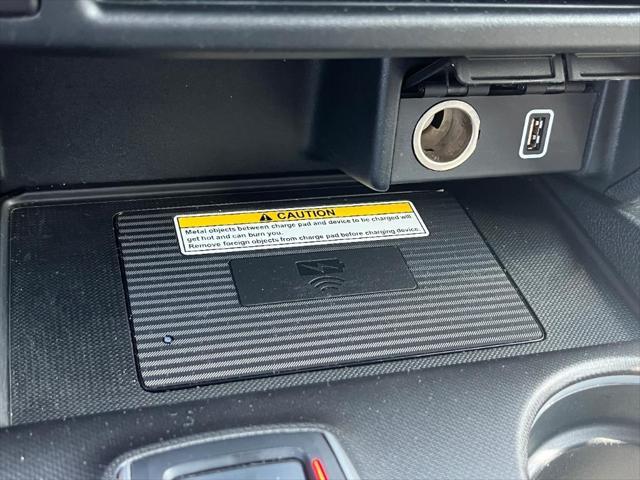 CAUTION
Metal objects between charge pad and device to be charged will
get hot and can burn you.
Remove foreign objects from charge pad before charging device.